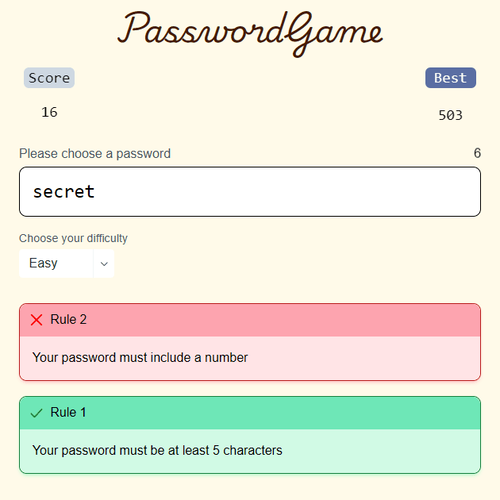 PasswordGame
Score Best
16 503
Please choose a password 6
secret
Choose your difficulty
Easy
Rule 2
Your password must include a number
Rule 1
Your password must be at least 5 characters